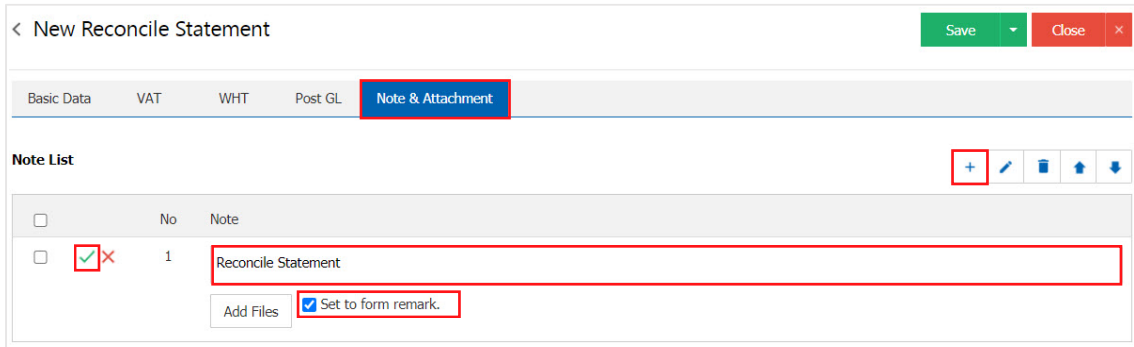 New Reconcile Statement
Save
Close
Basic Data VAT WHT Post GL Note & Attachment
Note List
No Note
1 Reconcile Statement
Add Files Set to form remark.